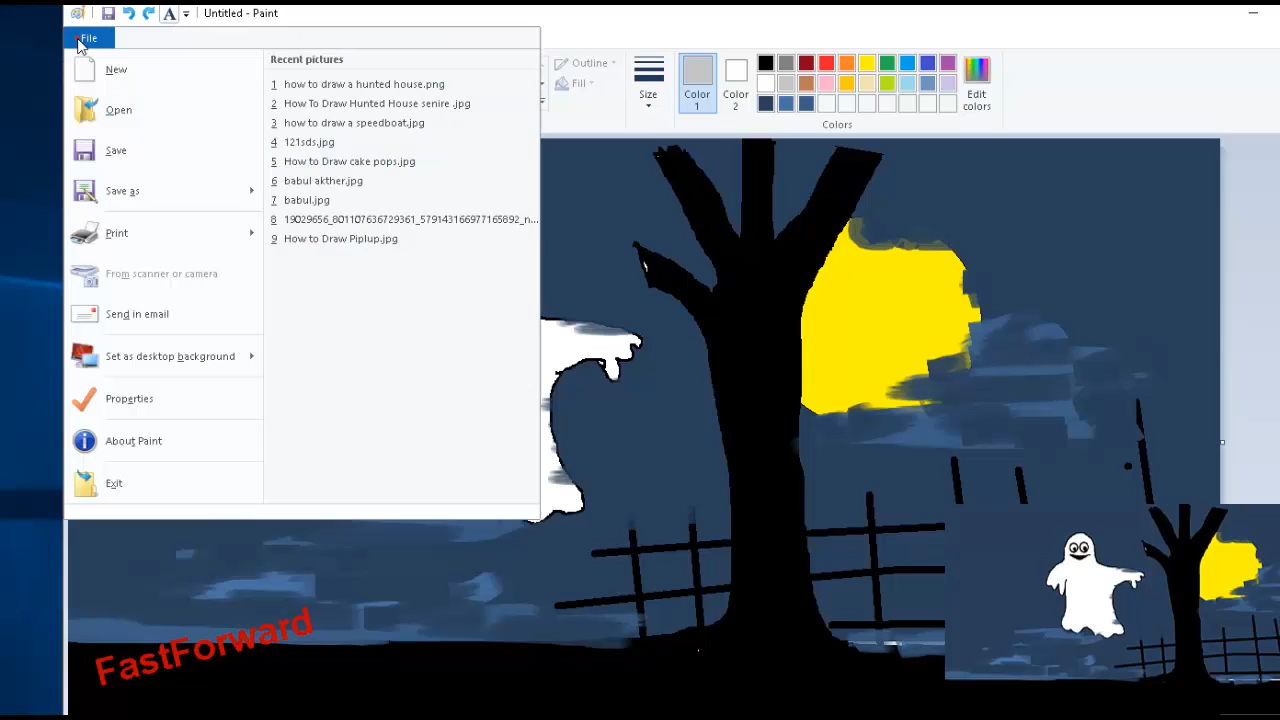 A
Untitled - Paint
File
New
Open
Save
Save as
Print
From scanner or camera
Send in email
Set as desktop background
Properties
About Paint
Exit
Recent pictures
1 how to draw a hunted house.png
2 How To Draw Hunted House senire .jpg
3 how to draw a speedboat.jpg
4 121sds.jpg
5 How to Draw cake pops.jpg
6 babul akther.jpg
7 babul.jpg
8 19029656_801107636729361_579143166977165892_n...
9 How to Draw Piplup.jpg
Outline
Fill
Size
Color
1
Color
2
Edit
colors
Colors
FastForward